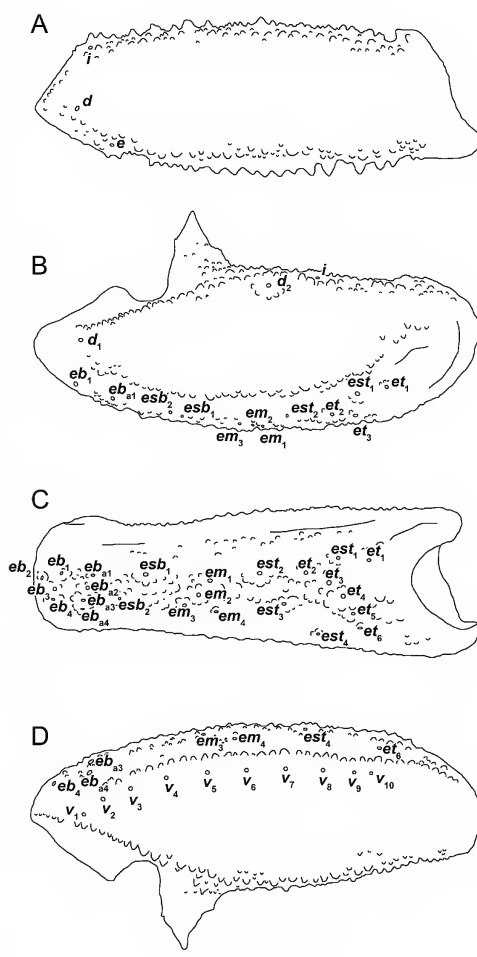 A
i
d
e
B
i
d2
d1
eb1
eba1
esb2
esb1
em2
est2
est1
et1
et2
em3
em1
et3
C
eb2
eb1
eba1
esb1
em1
est2
et2
est1
et1
et3
eb3
eba2
em2
et4
eb4
eba3
esb2
em3
em4
est3
et5
eba4
est4
et6
D
em3
em4
est4
et6
eba3
eb4
eba4
v1
v2
v3
v4
v5
v6
v7
v8
v9
v10